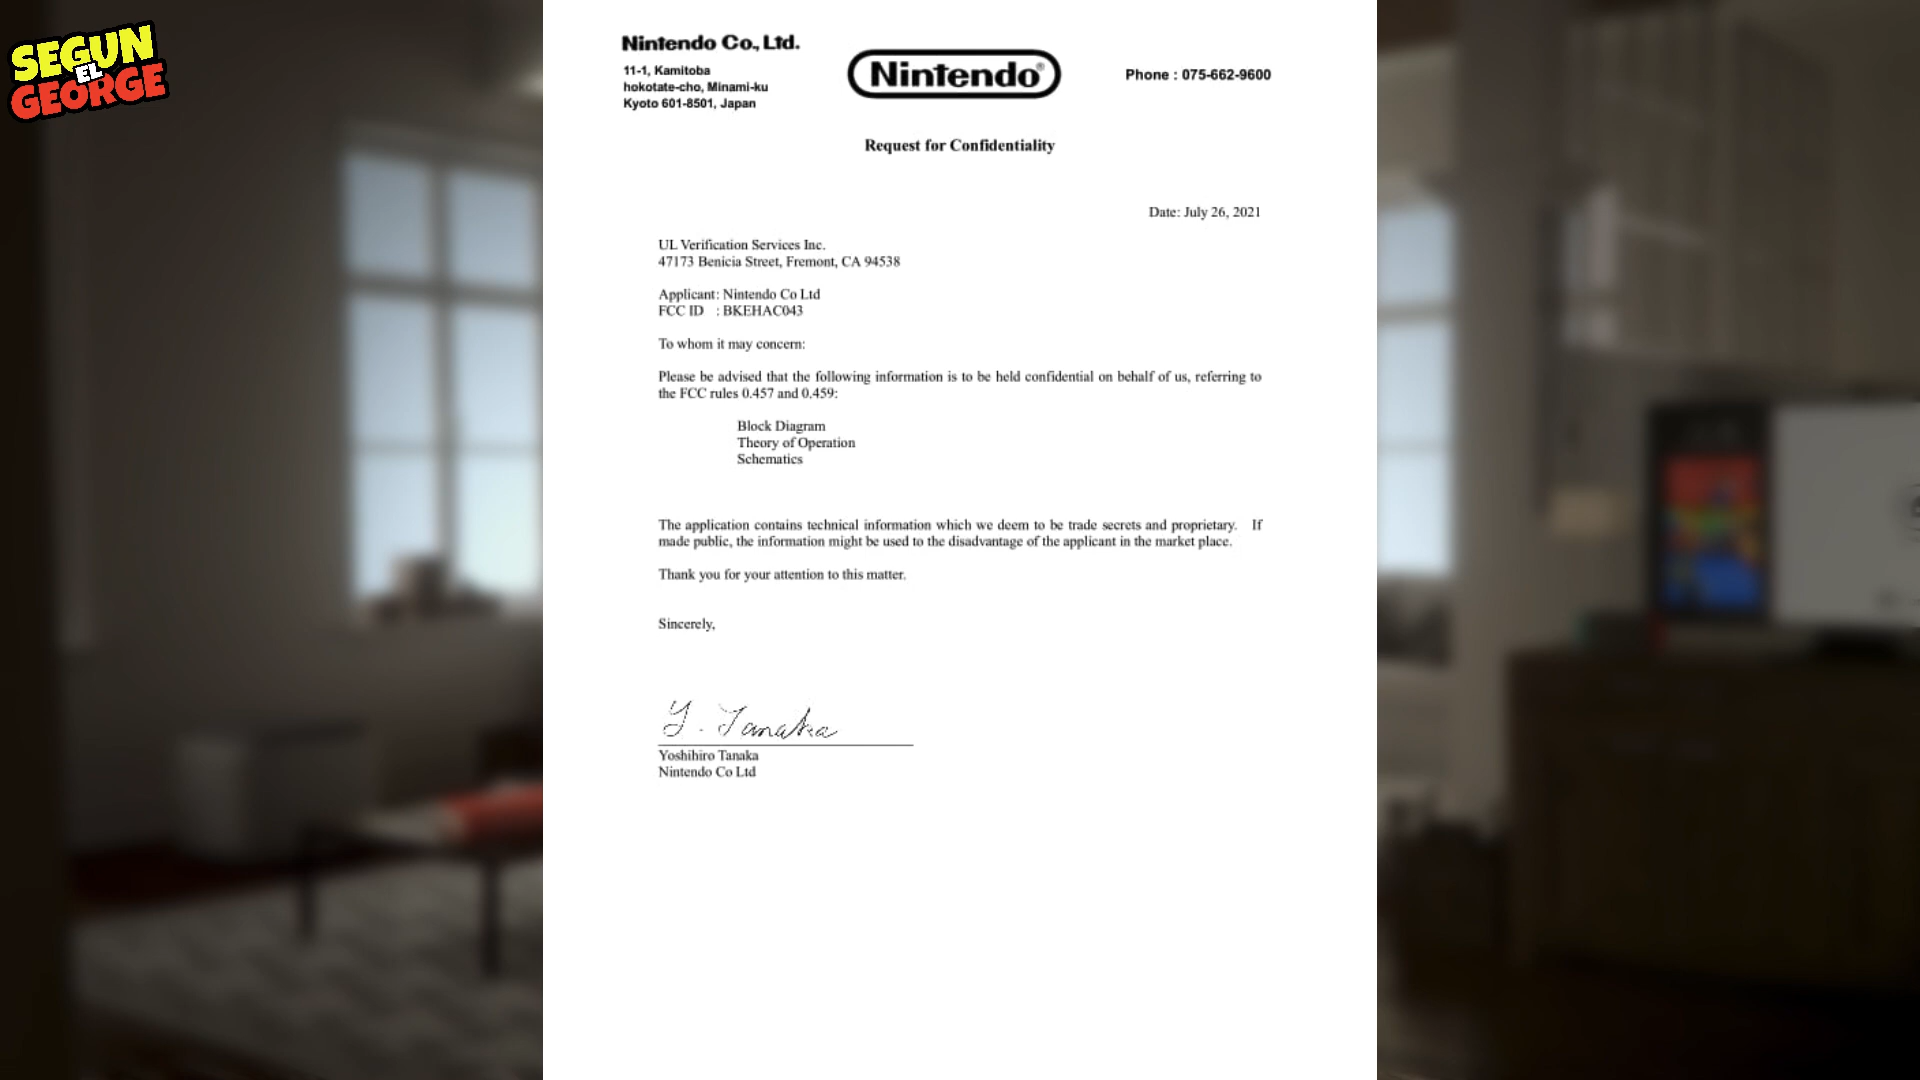 SEGUN
EL
GEORGE
Nintendo Co., Ltd.
11-1, Kamitoba
hokotate-cho, Minami-ku
Kyoto 601-8501, Japan
Nintendo®
Phone : 075-662-9600
Request for Confidentiality
Date: July 26, 2021
UL Verification Services Inc.
47173 Benicia Street, Fremont, CA 94538
Applicant: Nintendo Co Ltd
FCC ID : BKEHAC043
To whom it may concern:
Please be advised that the following information is to be held confidential on behalf of us, referring to
the FCC rules 0.457 and 0.459:
Block Diagram
Theory of Operation
Schematics
The application contains technical information which we deem to be trade secrets and proprietary. If
made public, the information might be used to the disadvantage of the applicant in the market place.
Thank you for your attention to this matter.
Sincerely,
Y. Tanaka
Yoshihiro Tanaka
Nintendo Co Ltd